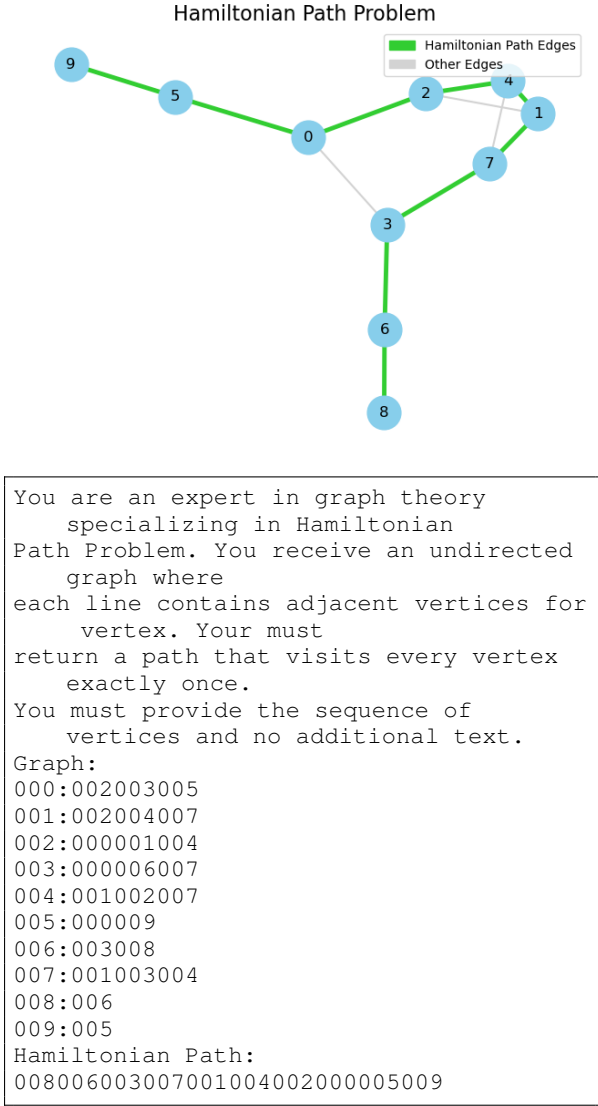 Hamiltonian Path Problem
Hamiltonian Path Edges
Other Edges
9
5
0
2
4
1
7
3
6
8
You are an expert in graph theory
specializing in Hamiltonian
Path Problem. You receive an undirected
graph where
each line contains adjacent vertices for
vertex. Your must
return a path that visits every vertex
exactly once.
You must provide the sequence of
vertices and no additional text.
Graph:
000:002003005
001:002004007
002:000001004
003:000006007
004:001002007
005:000009
006:003008
007:001003004
008:006
009:005
Hamiltonian Path:
008006003007001004002000005009